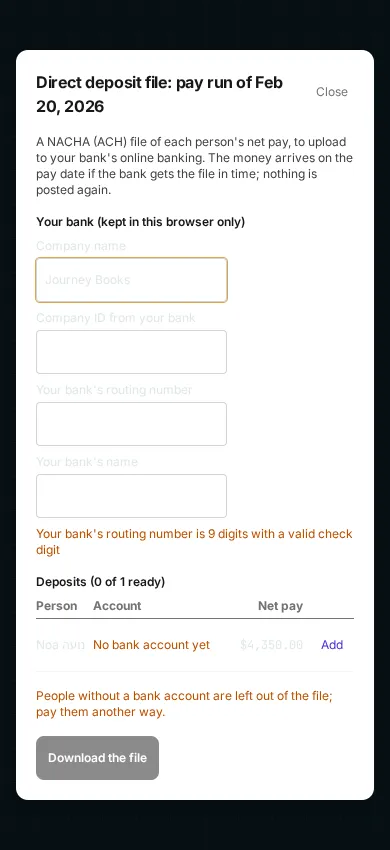 Direct deposit file: pay run of Feb
20, 2026
Close
A NACHA (ACH) file of each person's net pay, to upload
to your bank's online banking. The money arrives on the
pay date if the bank gets the file in time; nothing is
posted again.
Your bank (kept in this browser only)
Company name
Journey Books
Company ID from your bank
Your bank's routing number
Your bank's name
Your bank's routing number is 9 digits with a valid check
digit
Deposits (0 of 1 ready)
Person Account Net pay
Noa נועה No bank account yet $4,350.00 Add
People without a bank account are left out of the file;
pay them another way.
Download the file